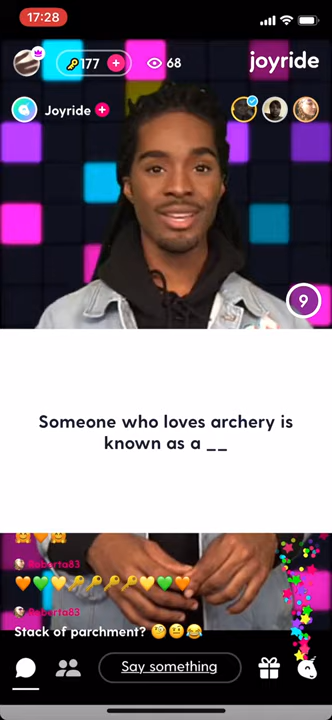 17:28
177
68
joyride
Joyride
9
Someone who loves archery is
known as a __
Roberta83
Roberta83
Stack of parchment? 🧐🤨😂
Say something